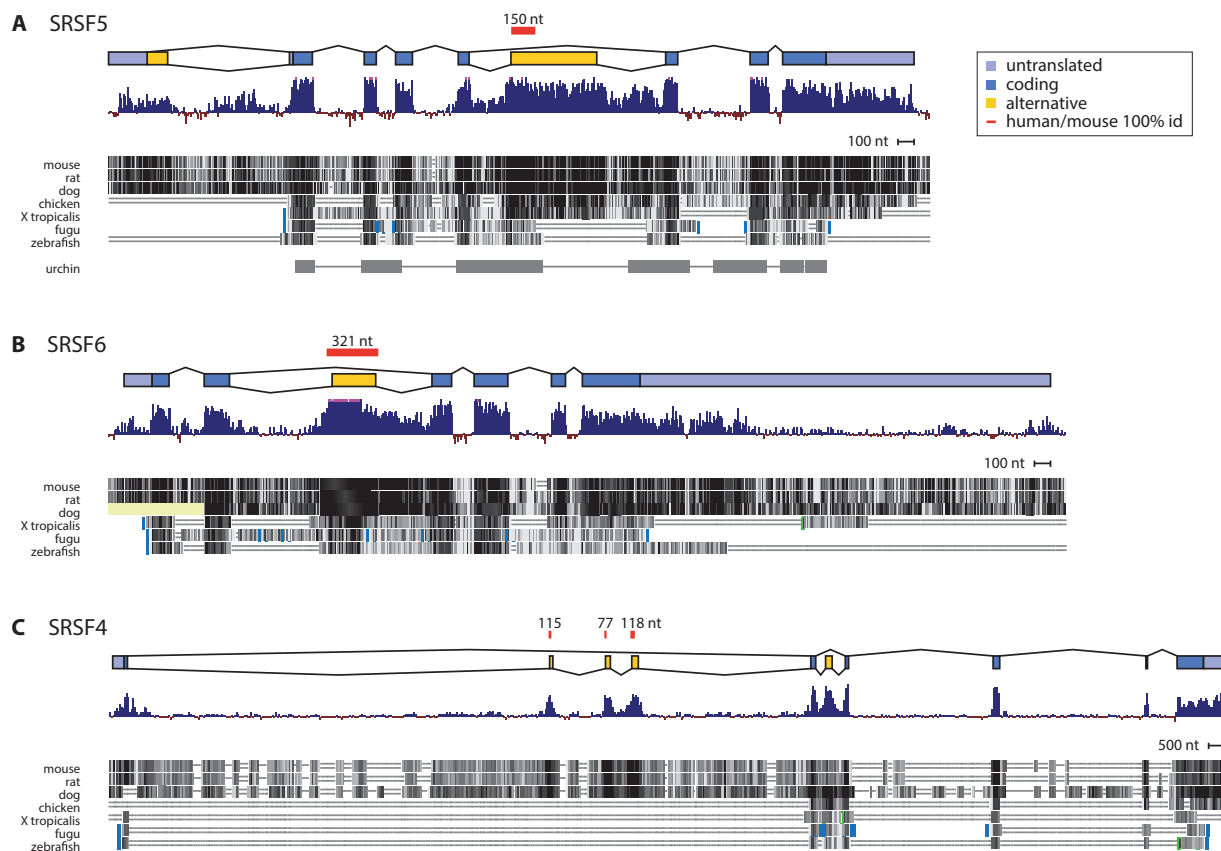 A SRSF5
150 nt
untranslated
coding
alternative
human/mouse 100% id
100 nt
mouse
rat
dog
chicken
X tropicalis
fugu
zebrafish
urchin
B SRSF6
321 nt
100 nt
mouse
rat
dog
X tropicalis
fugu
zebrafish
C SRSF4
115 77 118 nt
500 nt
mouse
rat
dog
chicken
X tropicalis
fugu
zebrafish